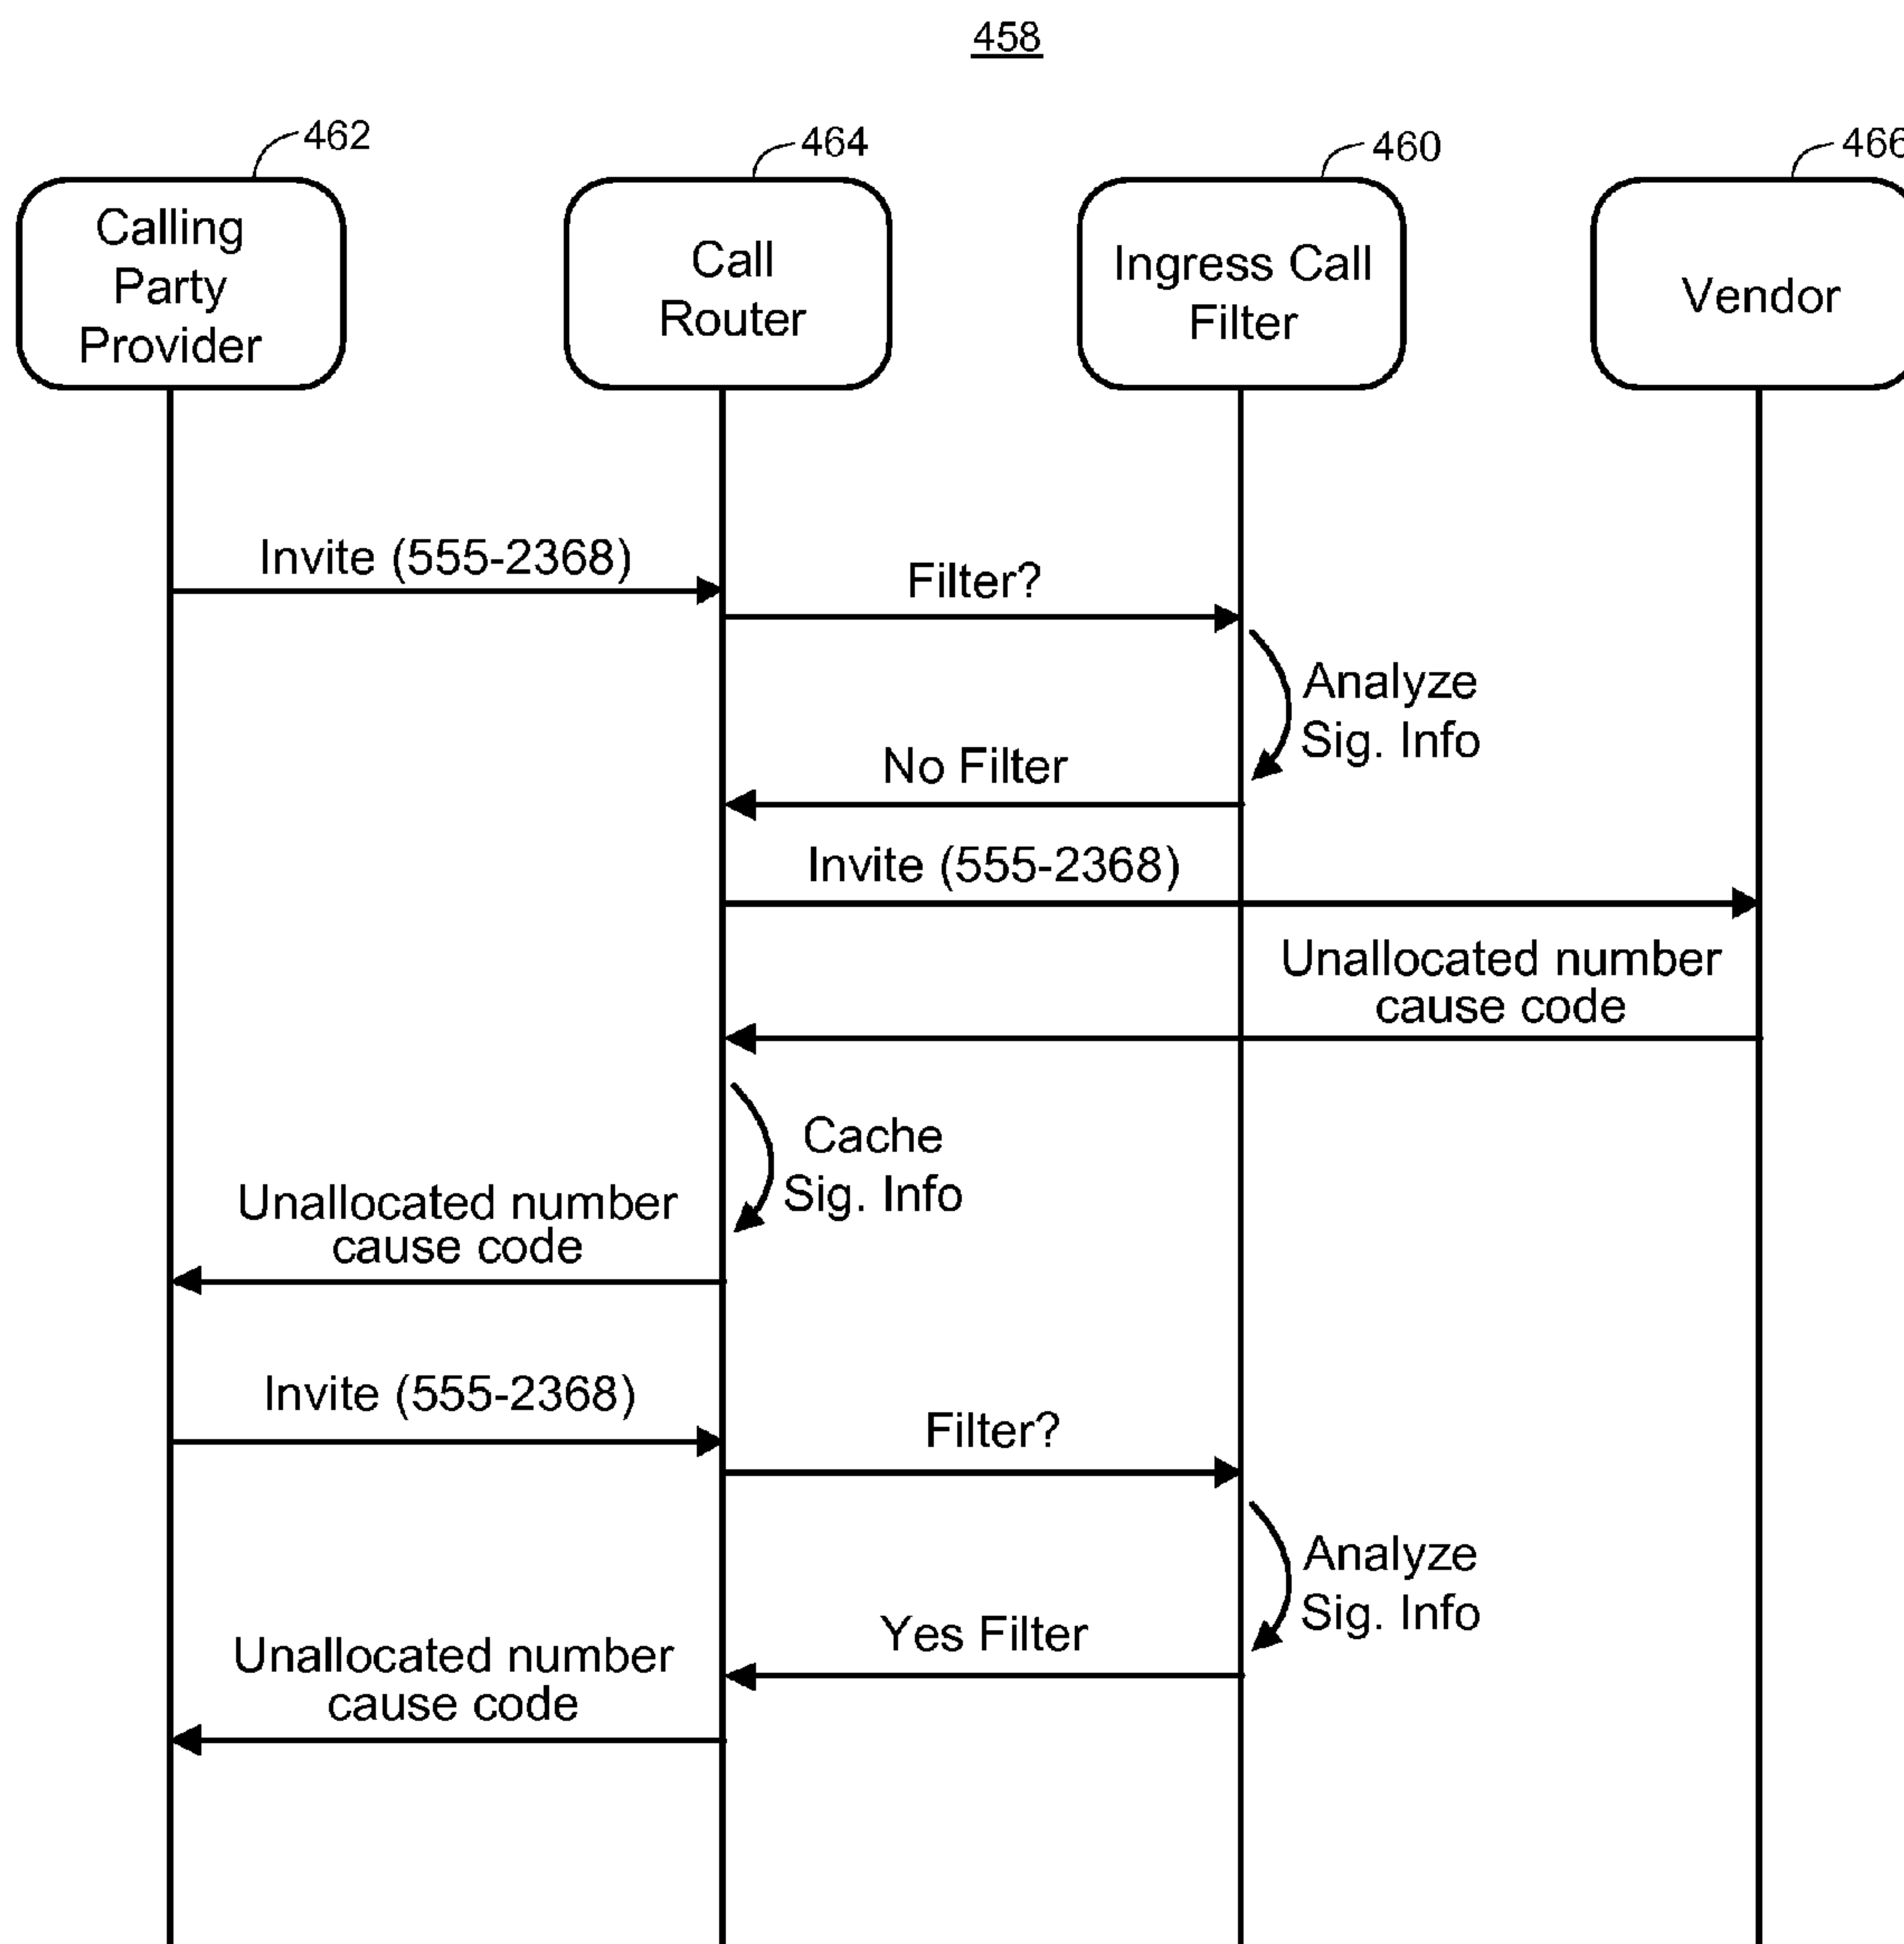 458
462
464
460
466
Calling
Party
Provider
Call
Router
Ingress Call
Filter
Vendor
Invite (555-2368)
Filter?
Analyze
Sig. Info
No Filter
Invite (555-2368)
Unallocated number
cause code
Cache
Sig. Info
Unallocated number
cause code
Invite (555-2368)
Filter?
Analyze
Sig. Info
Yes Filter
Unallocated number
cause code